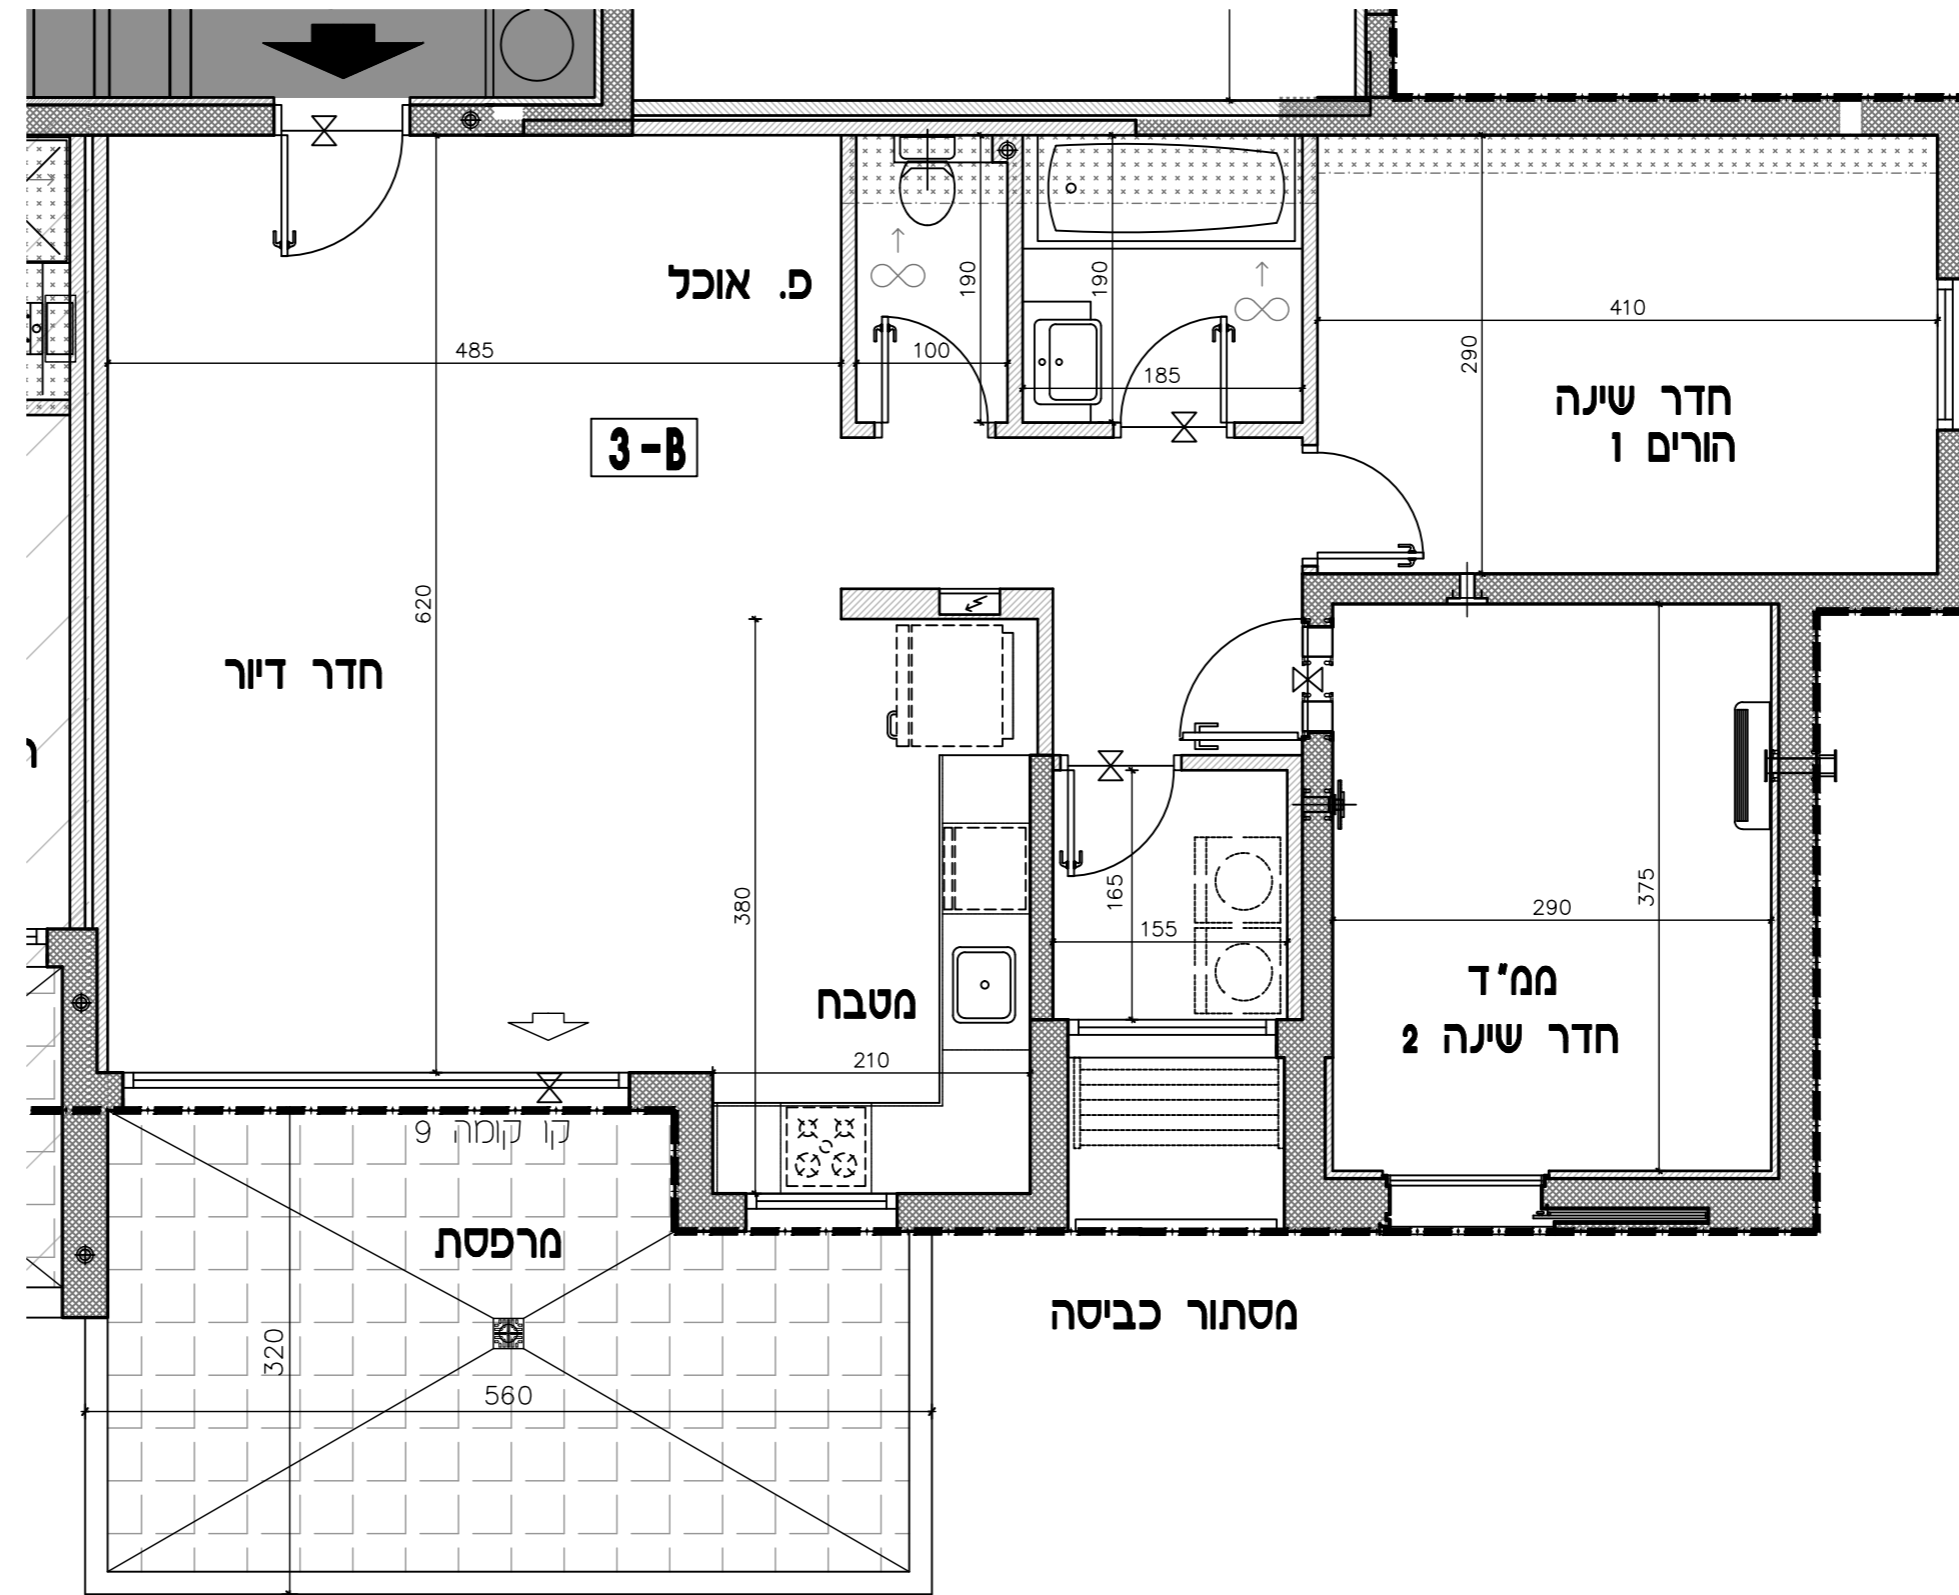 פ. אוכל
190
190
410
290
485
100
185
חדר שינה
הורים 1
3-B
620
חדר דיור
380
165
155
290
375
ממ"ד
חדר שינה 2
מטבח
210
קו קומה 9
מרפסת
מסתור כביסה
320
560